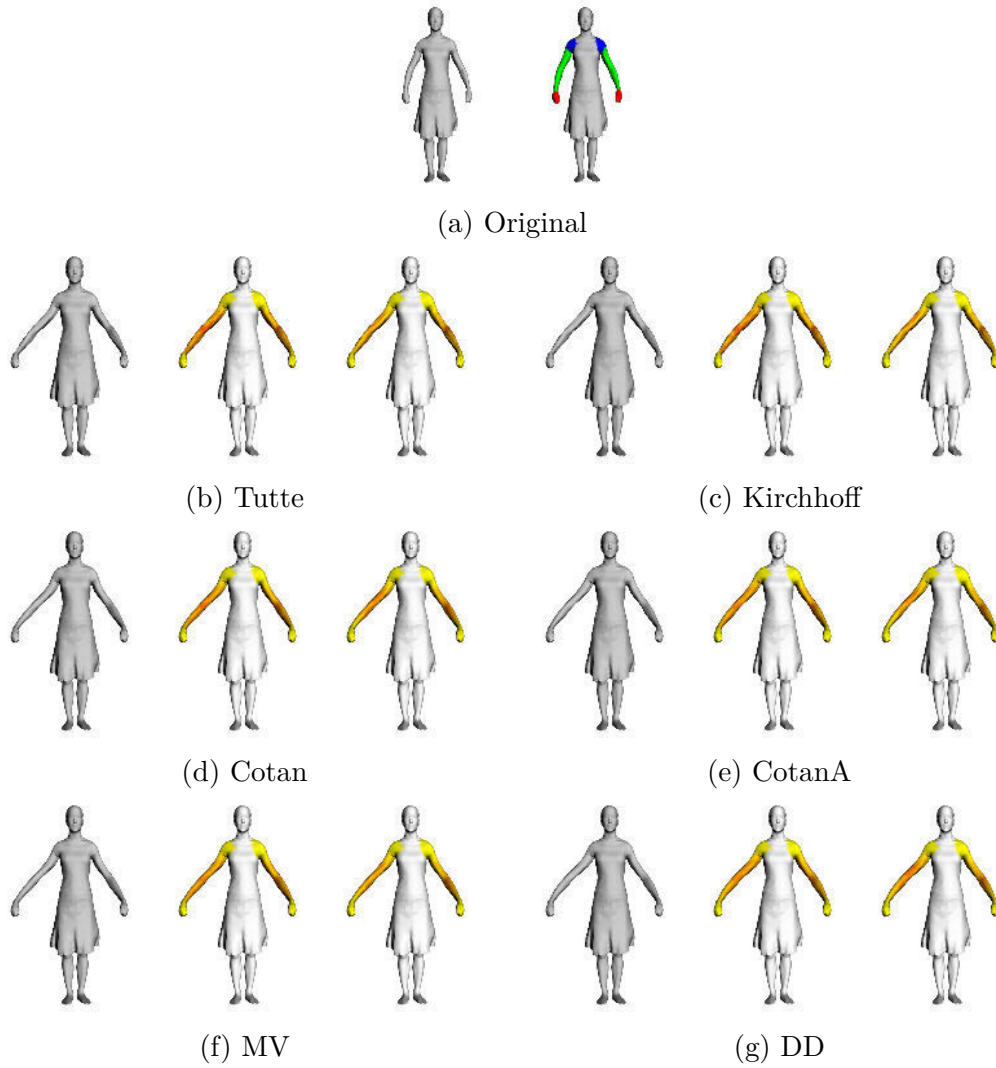 (a) Original
(b) Tutte
(c) Kirchhoff
(d) Cotan
(e) CotanA
(f) MV
(g) DD